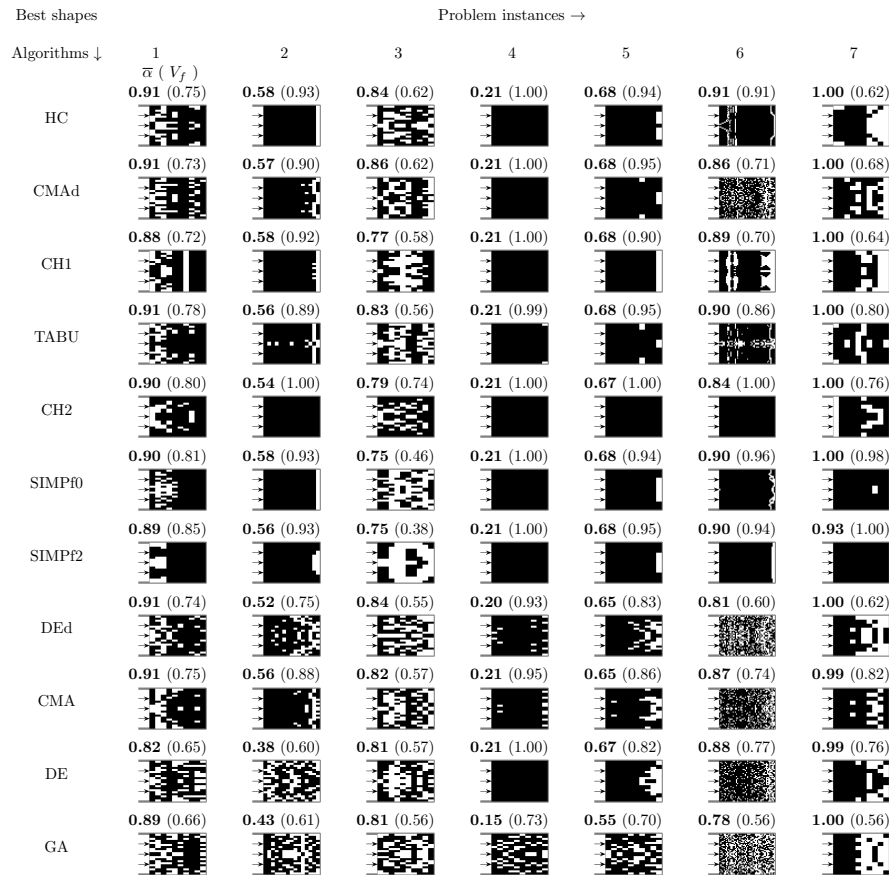 Best shapes Problem instances →
Algorithms ↓ 1 2 3 4 5 6 7
α̅ ( V_f )
0.91 (0.75) 0.58 (0.93) 0.84 (0.62) 0.21 (1.00) 0.68 (0.94) 0.91 (0.91) 1.00 (0.62)
HC
0.91 (0.73) 0.57 (0.90) 0.86 (0.62) 0.21 (1.00) 0.68 (0.95) 0.86 (0.71) 1.00 (0.68)
CMAd
0.88 (0.72) 0.58 (0.92) 0.77 (0.58) 0.21 (1.00) 0.68 (0.90) 0.89 (0.70) 1.00 (0.64)
CH1
0.91 (0.78) 0.56 (0.89) 0.83 (0.56) 0.21 (0.99) 0.68 (0.95) 0.90 (0.86) 1.00 (0.80)
TABU
0.90 (0.80) 0.54 (1.00) 0.79 (0.74) 0.21 (1.00) 0.67 (1.00) 0.84 (1.00) 1.00 (0.76)
CH2
0.90 (0.81) 0.58 (0.93) 0.75 (0.46) 0.21 (1.00) 0.68 (0.94) 0.90 (0.96) 1.00 (0.98)
SIMPf0
0.89 (0.85) 0.56 (0.93) 0.75 (0.38) 0.21 (1.00) 0.68 (0.95) 0.90 (0.94) 0.93 (1.00)
SIMPf2
0.91 (0.74) 0.52 (0.75) 0.84 (0.55) 0.20 (0.93) 0.65 (0.83) 0.81 (0.60) 1.00 (0.62)
DEd
0.91 (0.75) 0.56 (0.88) 0.82 (0.57) 0.21 (0.95) 0.65 (0.86) 0.87 (0.74) 0.99 (0.82)
CMA
0.82 (0.65) 0.38 (0.60) 0.81 (0.57) 0.21 (1.00) 0.67 (0.82) 0.88 (0.77) 0.99 (0.76)
DE
0.89 (0.66) 0.43 (0.61) 0.81 (0.56) 0.15 (0.73) 0.55 (0.70) 0.78 (0.56) 1.00 (0.56)
GA